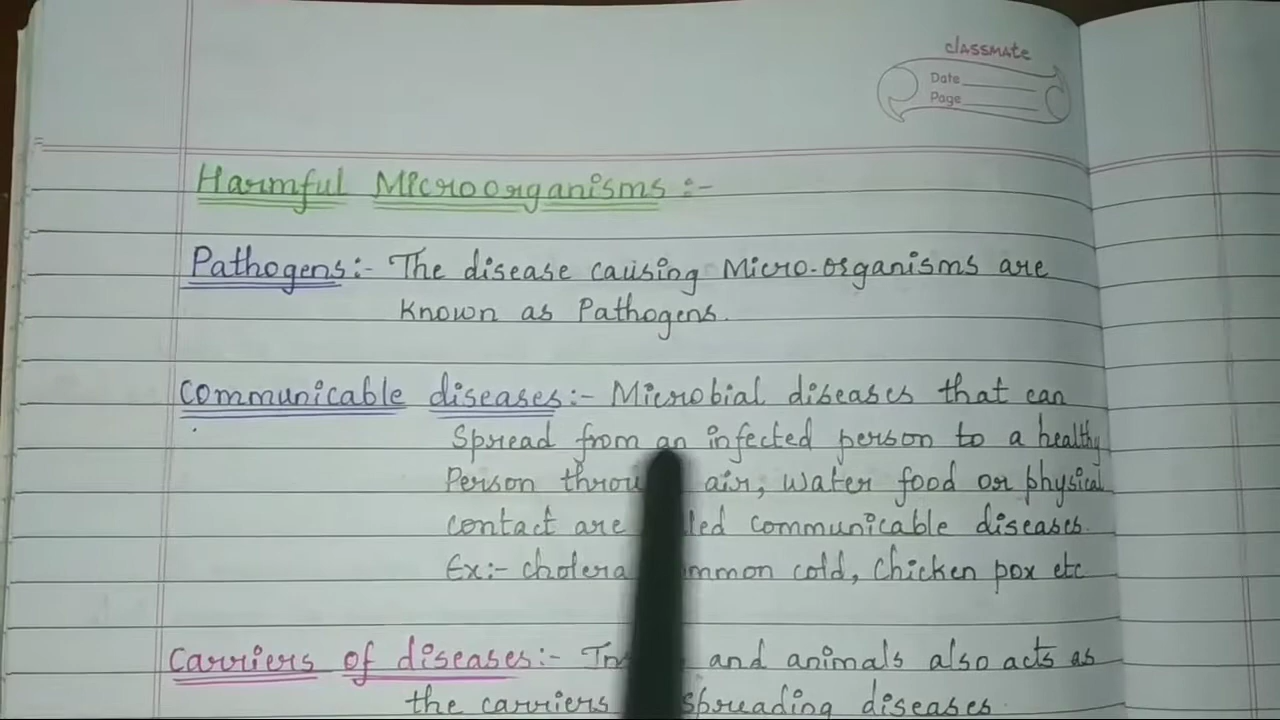 classmate
Date
Page
Harmful Microorganisms :-
Pathogens:- The disease causing Micro-organisms are
Known as Pathogens.
Communicable diseases:- Microbial diseases that can
Spread from an infected person to a healthy
Person air, water food or physical
contact are communicable diseases.
Ex:- cholera cold, Chicken pox etc
Carriers of diseases:- and animals also acts as
the carriers spreading diseases.